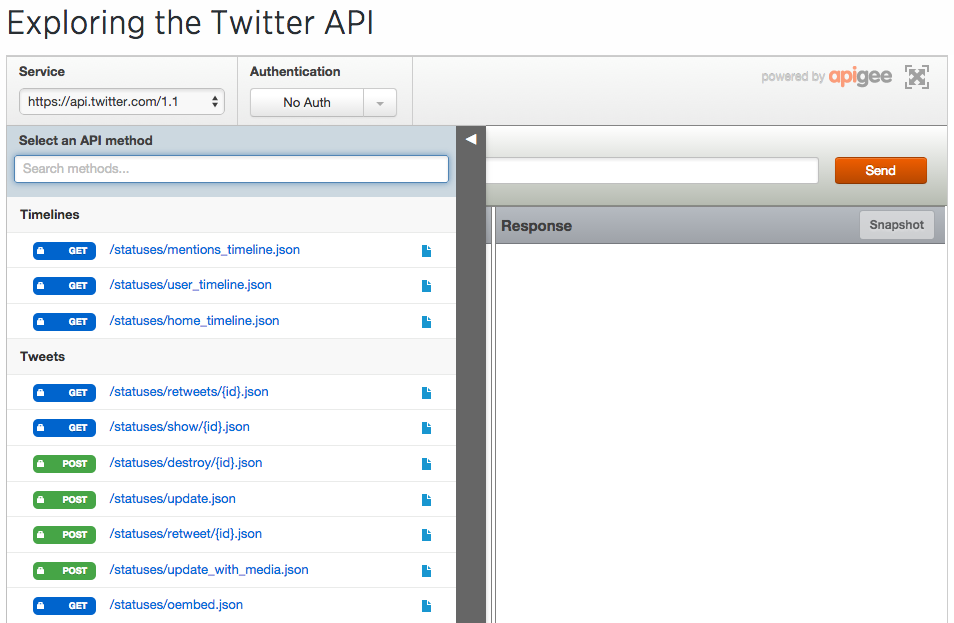 Exploring the Twitter API
Service
Authentication
powered by apigee
https://api.twitter.com/1.1
No Auth
Select an API method
Search methods...
Send
Timelines
Response
Snapshot
GET /statuses/mentions_timeline.json
GET /statuses/user_timeline.json
GET /statuses/home_timeline.json
Tweets
GET /statuses/retweets/{id}.json
GET /statuses/show/{id}.json
POST /statuses/destroy/{id}.json
POST /statuses/update.json
POST /statuses/retweet/{id}.json
POST /statuses/update_with_media.json
GET /statuses/oembed.json